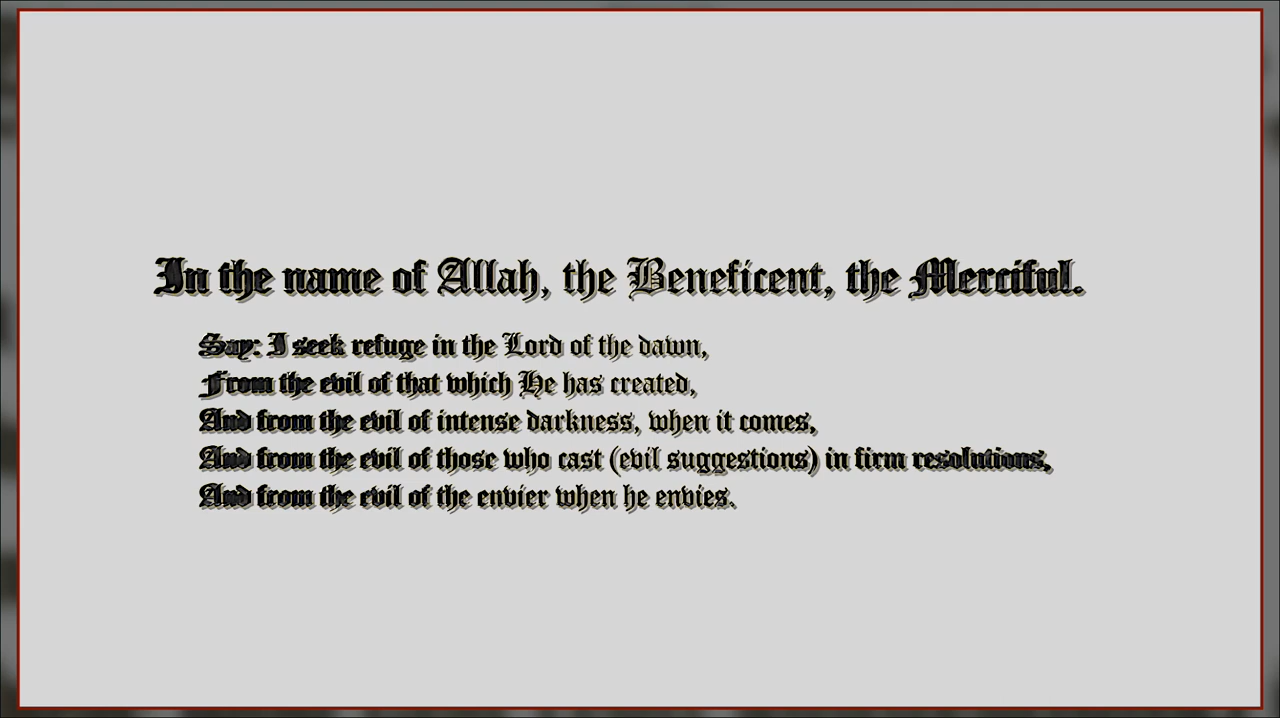 In the name of Allah, the Beneficent, the Merciful.
Say: I seek refuge in the Lord of the dawn,
From the evil of that which He has created,
And from the evil of intense darkness, when it comes,
And from the evil of those who cast (evil suggestions) in firm resolutions,
And from the evil of the envier when he envies.